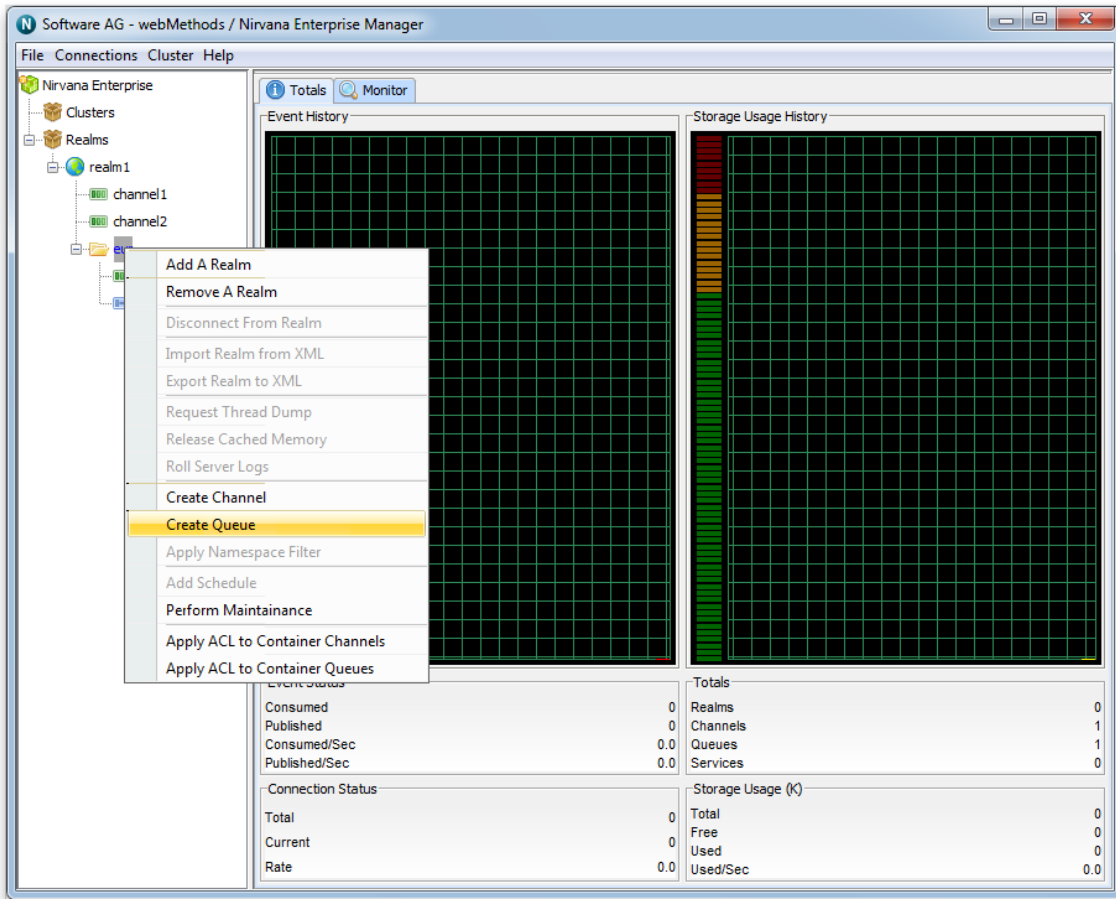 Software AG - webMethods / Nirvana Enterprise Manager
File Connections Cluster Help
Nirvana Enterprise
Clusters
Realms
realm1
channel1
channel2
Totals Monitor
Event History
Storage Usage History
Add A Realm
Remove A Realm
Disconnect From Realm
Import Realm from XML
Export Realm to XML
Request Thread Dump
Release Cached Memory
Roll Server Logs
Create Channel
Create Queue
Apply Namespace Filter
Add Schedule
Perform Maintainance
Apply ACL to Container Channels
Apply ACL to Container Queues
Event Status
Consumed 0
Published 0
Consumed/Sec 0.0
Published/Sec 0.0
Totals
Realms 0
Channels 1
Queues 1
Services 0
Connection Status
Total 0
Current 0
Rate 0.0
Storage Usage (K)
Total 0
Free 0
Used 0
Used/Sec 0.0